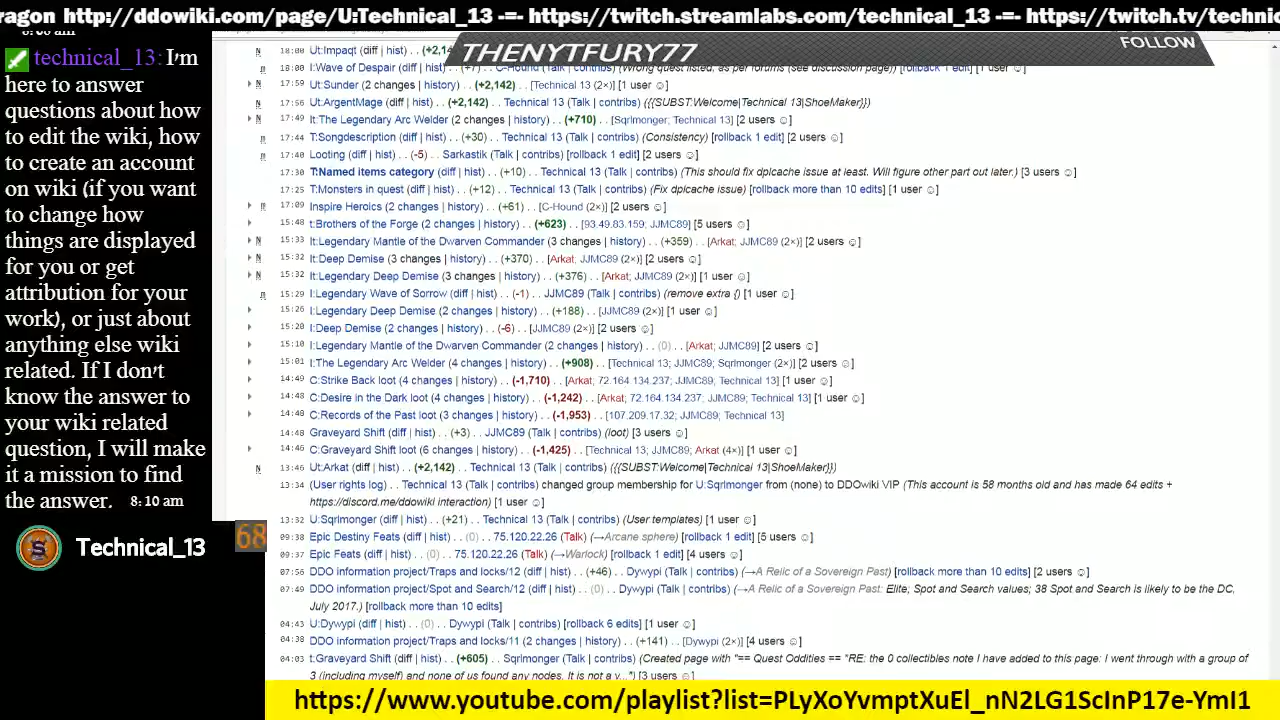 ragon http://ddowiki.com/page/U:Technical_13 -=- https://twitch.streamlabs.com/technical_13 -=- https://twitch.tv/technic
THENYTFURY77
FOLLOW
technical_13: I'm
here to answer
questions about how
to edit the wiki, how
to create an account
on wiki (if you want
to change how
things are displayed
for you or get
attribution for your
work), or just about
anything else wiki
related. If I don't
know the answer to
your wiki related
question, I will make
it a mission to find
the answer. 8:10 am
Technical_13
68
N 18:00 Ut:Impaqt (diff | hist) . . (+2,14
m 18:00 I:Wave of Despair (diff | hist) . . (+7) . . C-Hound (Talk | contribs) (Wrong quest listed, as per forums (see discussion page)) [rollback 1 edit] [1 user ☺]
N 17:59 Ut:Sunder (2 changes | history) . . (+2,142) . . [Technical 13 (2×)] [1 user ☺]
N 17:56 Ut:ArgentMage (diff | hist) . . (+2,142) . . Technical 13 (Talk | contribs) ({{SUBST:Welcome|Technical 13|ShoeMaker}})
N 17:49 It:The Legendary Arc Welder (2 changes | history) . . (+710) . . [Sqrlmonger; Technical 13] [2 users ☺]
m 17:44 T:Songdescription (diff | hist) . . (+30) . . Technical 13 (Talk | contribs) (Consistency) [rollback 1 edit] [2 users ☺]
m 17:40 Looting (diff | hist) . . (-5) . . Sarkastik (Talk | contribs) [rollback 1 edit] [2 users ☺]
17:30 T:Named items category (diff | hist) . . (+10) . . Technical 13 (Talk | contribs) (This should fix dplcache issue at least. Will figure other part out later.) [3 users ☺]
17:25 T:Monsters in quest (diff | hist) . . (+12) . . Technical 13 (Talk | contribs) (Fix dplcache issue) [rollback more than 10 edits] [1 user ☺]
m 17:09 Inspire Heroics (2 changes | history) . . (+61) . . [C-Hound (2×)] [2 users ☺]
15:48 t:Brothers of the Forge (2 changes | history) . . (+623) . . [93.49.83.159; JJMC89] [5 users ☺]
N 15:33 It:Legendary Mantle of the Dwarven Commander (3 changes | history) . . (+359) . . [Arkat; JJMC89 (2×)] [2 users ☺]
N 15:32 It:Deep Demise (3 changes | history) . . (+370) . . [Arkat; JJMC89 (2×)] [2 users ☺]
N 15:32 It:Legendary Deep Demise (3 changes | history) . . (+376) . . [Arkat; JJMC89 (2×)] [1 user ☺]
m 15:29 I:Legendary Wave of Sorrow (diff | hist) . . (-1) . . JJMC89 (Talk | contribs) (remove extra {) [1 user ☺]
15:26 I:Legendary Deep Demise (2 changes | history) . . (+188) . . [JJMC89 (2×)] [1 user ☺]
15:20 I:Deep Demise (2 changes | history) . . (-6) . . [JJMC89 (2×)] [2 users ☺]
15:10 I:Legendary Mantle of the Dwarven Commander (2 changes | history) . . (0) . . [Arkat; JJMC89] [2 users ☺]
15:01 I:The Legendary Arc Welder (4 changes | history) . . (+908) . . [Technical 13; JJMC89; Sqrlmonger (2×)] [2 users ☺]
14:49 C:Strike Back loot (4 changes | history) . . (-1,710) . . [Arkat; 72.164.134.237; JJMC89; Technical 13] [1 user ☺]
14:48 C:Desire in the Dark loot (4 changes | history) . . (-1,242) . . [Arkat; 72.164.134.237; JJMC89; Technical 13] [1 user ☺]
14:48 C:Records of the Past loot (3 changes | history) . . (-1,953) . . [107.209.17.32; JJMC89; Technical 13]
14:48 Graveyard Shift (diff | hist) . . (+3) . . JJMC89 (Talk | contribs) (loot) [3 users ☺]
14:46 C:Graveyard Shift loot (6 changes | history) . . (-1,425) . . [Technical 13; JJMC89; Arkat (4×)] [1 user ☺]
N 13:46 Ut:Arkat (diff | hist) . . (+2,142) . . Technical 13 (Talk | contribs) ({{SUBST:Welcome|Technical 13|ShoeMaker}})
13:34 (User rights log) . . Technical 13 (Talk | contribs) changed group membership for U:Sqrlmonger from (none) to DDOwiki VIP (This account is 58 months old and has made 64 edits +
https://discord.me/ddowiki interaction) [1 user ☺]
13:32 U:Sqrlmonger (diff | hist) . . (+21) . . Technical 13 (Talk | contribs) (User templates) [1 user ☺]
09:38 Epic Destiny Feats (diff | hist) . . (0) . . 75.120.22.26 (Talk) (→Arcane sphere) [rollback 1 edit] [5 users ☺]
09:37 Epic Feats (diff | hist) . . (0) . . 75.120.22.26 (Talk) (→Warlock) [rollback 1 edit] [4 users ☺]
07:56 DDO information project/Traps and locks/12 (diff | hist) . . (+46) . . Dywypi (Talk | contribs) (→A Relic of a Sovereign Past) [rollback more than 10 edits] [2 users ☺]
07:49 DDO information project/Spot and Search/12 (diff | hist) . . (0) . . Dywypi (Talk | contribs) (→A Relic of a Sovereign Past: Elite, Spot and Search values; 38 Spot and Search is likely to be the DC,
July 2017.) [rollback more than 10 edits]
04:43 U:Dywypi (diff | hist) . . (0) . . Dywypi (Talk | contribs) [rollback 6 edits] [1 user ☺]
04:38 DDO information project/Traps and locks/11 (2 changes | history) . . (+141) . . [Dywypi (2×)] [4 users ☺]
04:03 t:Graveyard Shift (diff | hist) . . (+605) . . Sqrlmonger (Talk | contribs) (Created page with "== Quest Oddities == "RE: the 0 collectibles note I have added to this page: I went through with a group of
3 (including myself) and none of us found any nodes. It is not a v...") [3 users ☺]
https://www.youtube.com/playlist?list=PLyXoYvmptXuEl_nN2LG1ScInP17e-YmI1